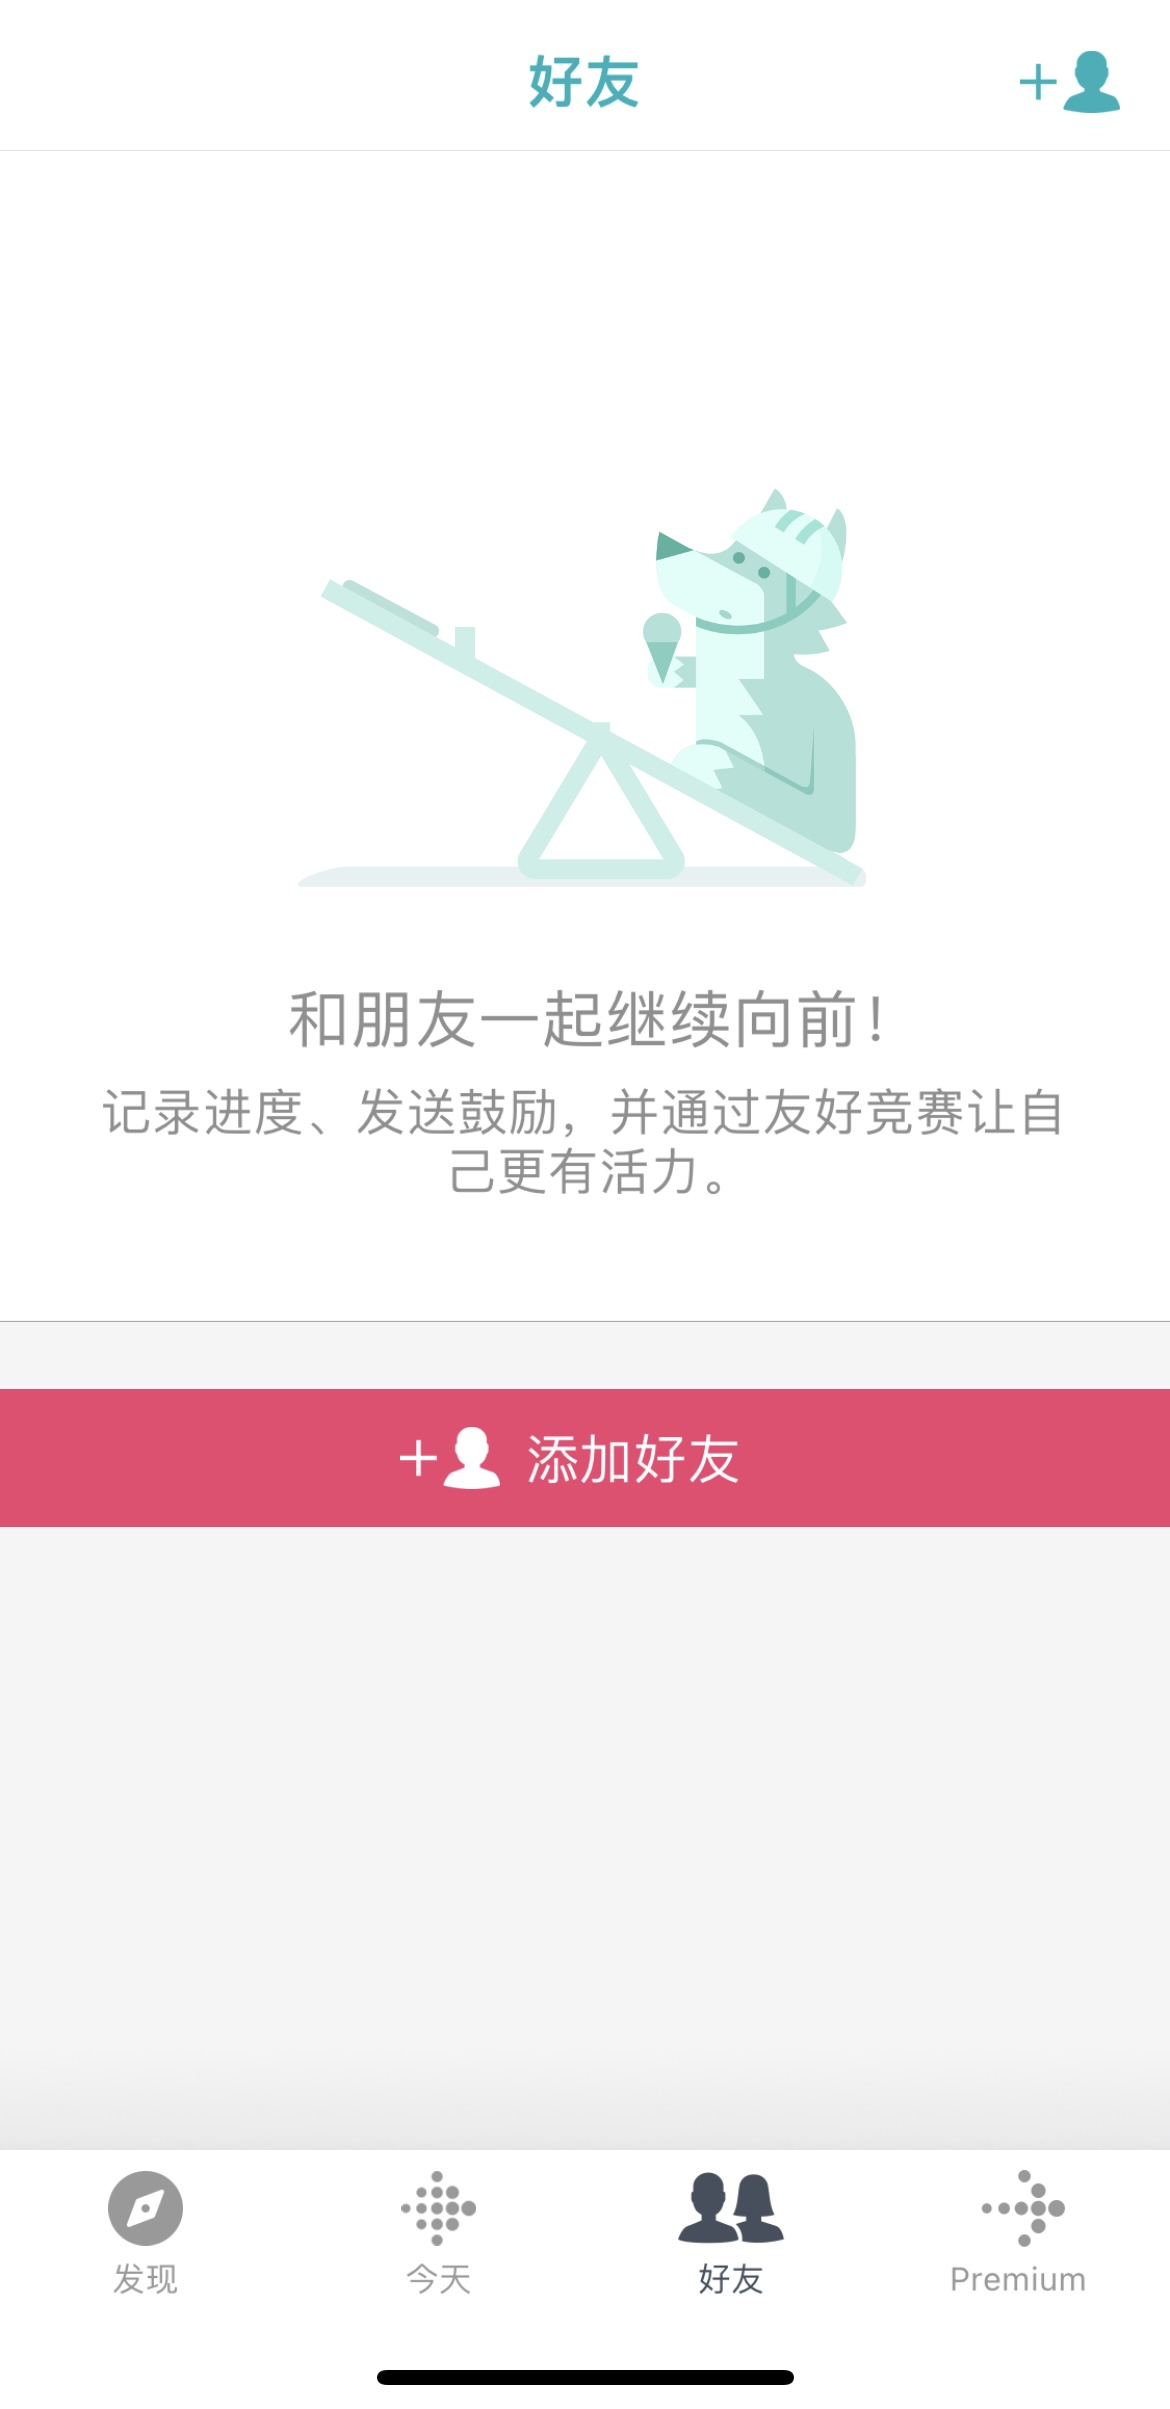 好友
和朋友一起继续向前！
记录进度、发送鼓励，并通过友好竞赛让自
己更有活力。
添加好友
发现
今天
好友
Premium